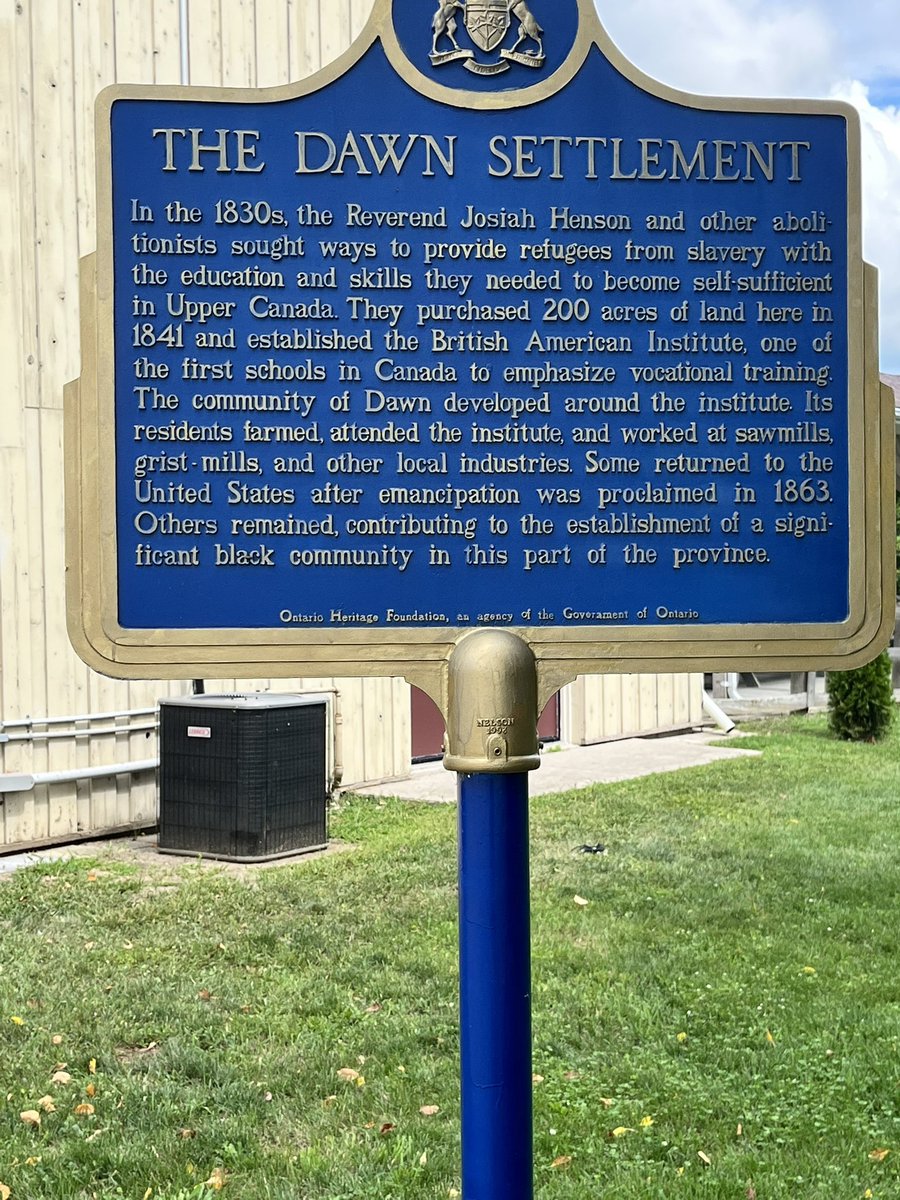 THE DAWN SETTLEMENT
In the 1830s, the Reverend Josiah Henson and other aboli-
tionists sought ways to provide refugees from slavery with
the education and skills they needed to become self-sufficient
in Upper Canada. They purchased 200 acres of land here in
1841 and established the British American Institute, one of
the first schools in Canada to emphasize vocational training.
The community of Dawn developed around the institute. Its
residents farmed, attended the institute, and worked at sawmills,
grist-mills, and other local industries. Some returned to the
United States after emancipation was proclaimed in 1863.
Others remained, contributing to the establishment of a signi-
ficant black community in this part of the province.
Ontario Heritage Foundation, an agency of the Government of Ontario
NELSON